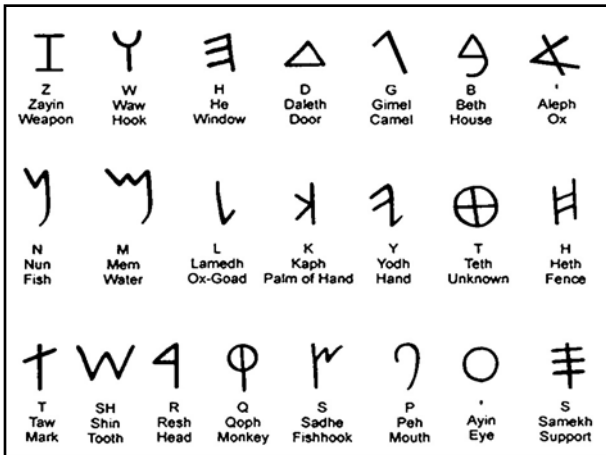 𐤀 𐤁 𐤂 𐤃 𐤄 𐤅 𐤆
Z W H D G B '
Zayin Waw He Daleth Gimel Beth Aleph
Weapon Hook Window Door Camel House Ox
𐤇 𐤈 𐤉 𐤊 𐤋 𐤌 𐤍
N M L K Y T H
Nun Mem Lamedh Kaph Yodh Teth Heth
Fish Water Ox-Goad Palm of Hand Hand Unknown Fence
𐤎 𐤏 𐤐 𐤑 𐤒 𐤓 𐤔 𐤕
T SH R Q S P ' S
Taw Shin Resh Qoph Sadhe Peh Ayin Samekh
Mark Tooth Head Monkey Fishhook Mouth Eye Support